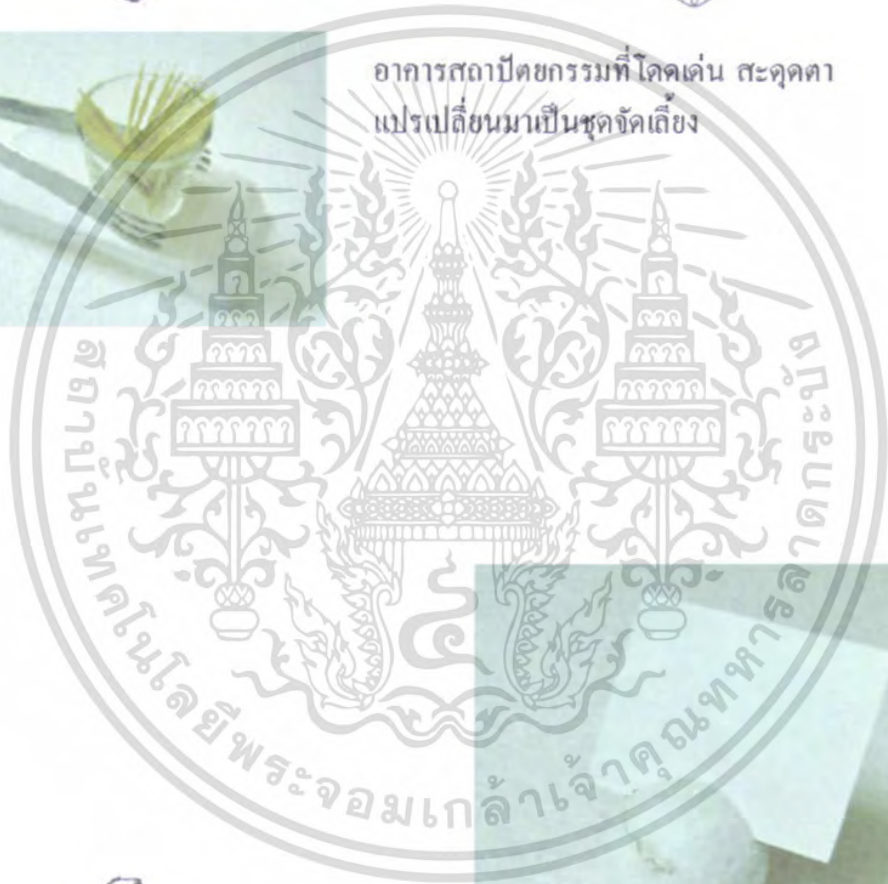 อาคารสถาปัตยกรรมที่โดดเด่น สะดุดตา
แปรเปลี่ยนมาเป็นชุดจัดเลี้ยง
สถาบันเทคโนโลยีพระจอมเกล้าเจ้าคุณทหารลาดกระบัง